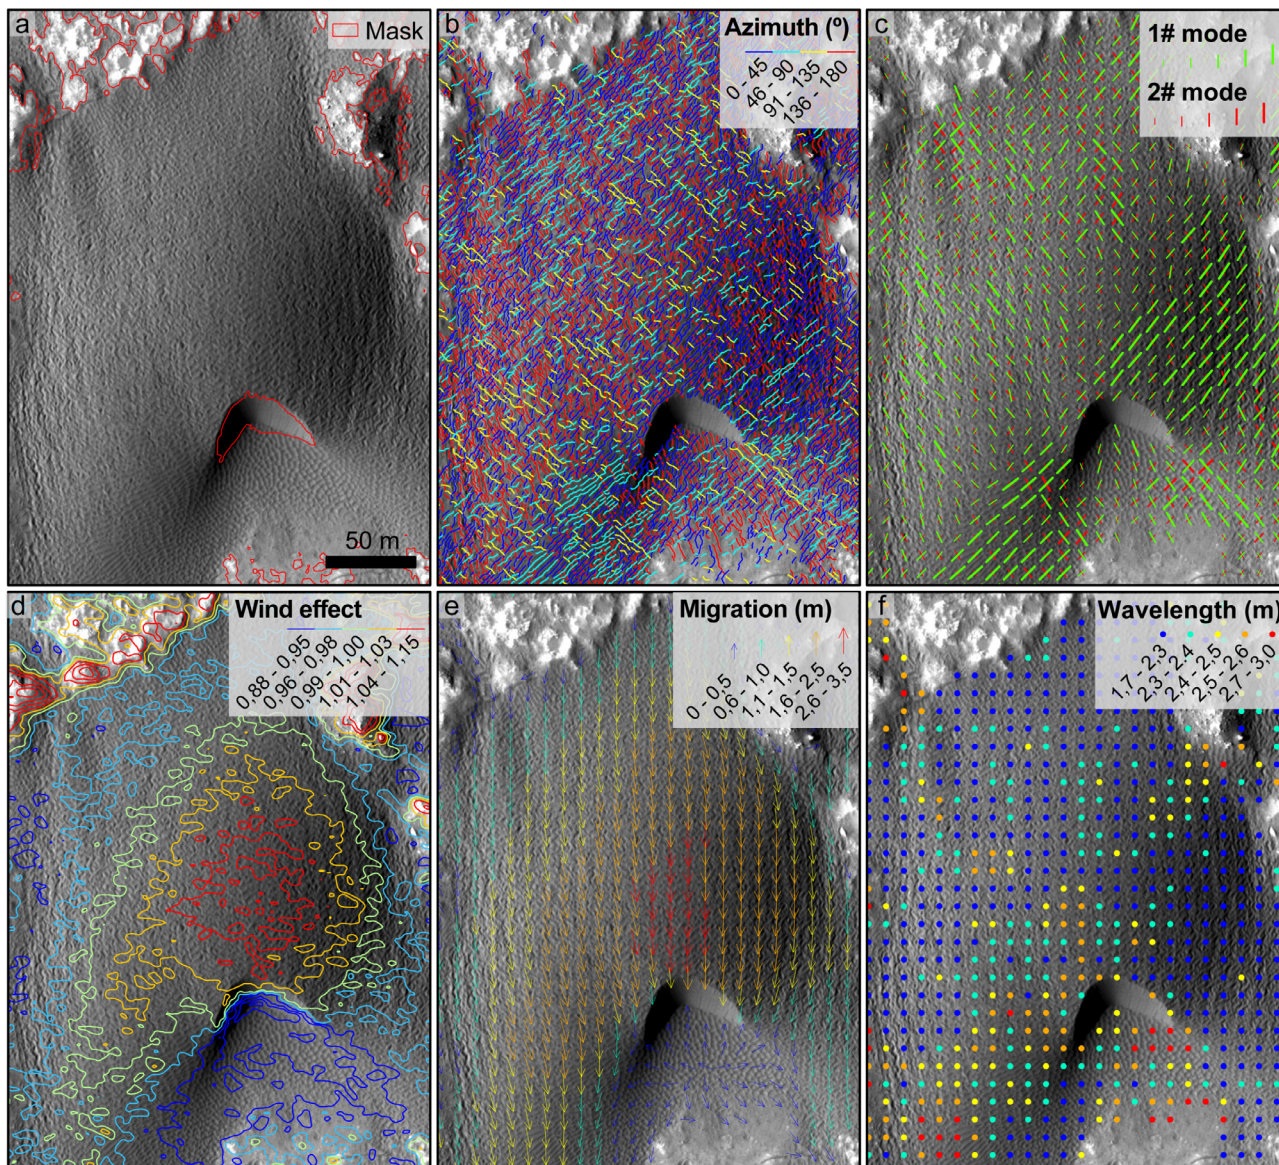 a
Mask
50 m
b
Azimuth (º)
0 - 45
46 - 90
91 - 135
136 - 180
c
1# mode
2# mode
d
Wind effect
0,88 - 0,95
0,96 - 0,98
0,99 - 1,00
1,01 - 1,03
1,04 - 1,15
e
Migration (m)
0 - 0,5
0,6 - 1,0
1,1 - 1,5
1,6 - 2,5
2,6 - 3,5
f
Wavelength (m)
1,7 - 2,3
2,3 - 2,4
2,4 - 2,5
2,5 - 2,6
2,7 - 3,0